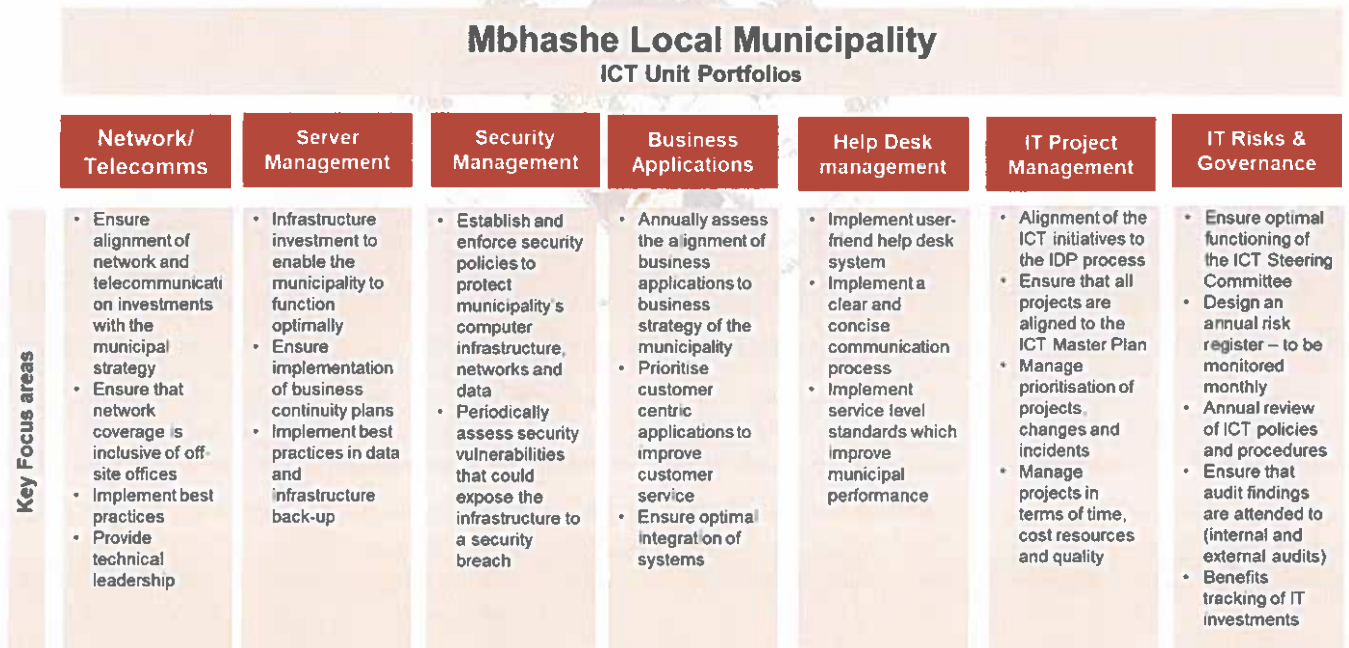 Mbhashe Local Municipality
ICT Unit Portfolios
Network/
Telecomms
Server
Management
Security
Management
Business
Applications
Help Desk
management
IT Project
Management
IT Risks &
Governance
Key Focus areas
• Ensure
alignment of
network and
telecommunicati
on investments
with the
municipal
strategy
• Ensure that
network
coverage is
inclusive of off-
site offices
• Implement best
practices
• Provide
technical
leadership
• Infrastructure
investment to
enable the
municipality to
function
optimally
• Ensure
implementation
of business
continuity plans
• Implement best
practices in data
and
infrastructure
back-up
• Establish and
enforce security
policies to
protect
municipality's
computer
infrastructure,
networks and
data
• Periodically
assess security
vulnerabilities
that could
expose the
infrastructure to
a security
breach
• Annually assess
the alignment of
business
applications to
business
strategy of the
municipality
• Prioritise
customer
centric
applications to
improve
customer
service
• Ensure optimal
integration of
systems
• Implement user-
friend help desk
system
• Implement a
clear and
concise
communication
process
• Implement
service level
standards which
improve
municipal
performance
• Alignment of the
ICT initiatives to
the IDP process
• Ensure that all
projects are
aligned to the
ICT Master Plan
• Manage
prioritisation of
projects,
changes and
incidents
• Manage
projects in
terms of time,
cost resources
and quality
• Ensure optimal
functioning of
the ICT Steering
Committee
• Design an
annual risk
register – to be
monitored
monthly
• Annual review
of ICT policies
and procedures
• Ensure that
audit findings
are attended to
(internal and
external audits)
• Benefits
tracking of IT
investments